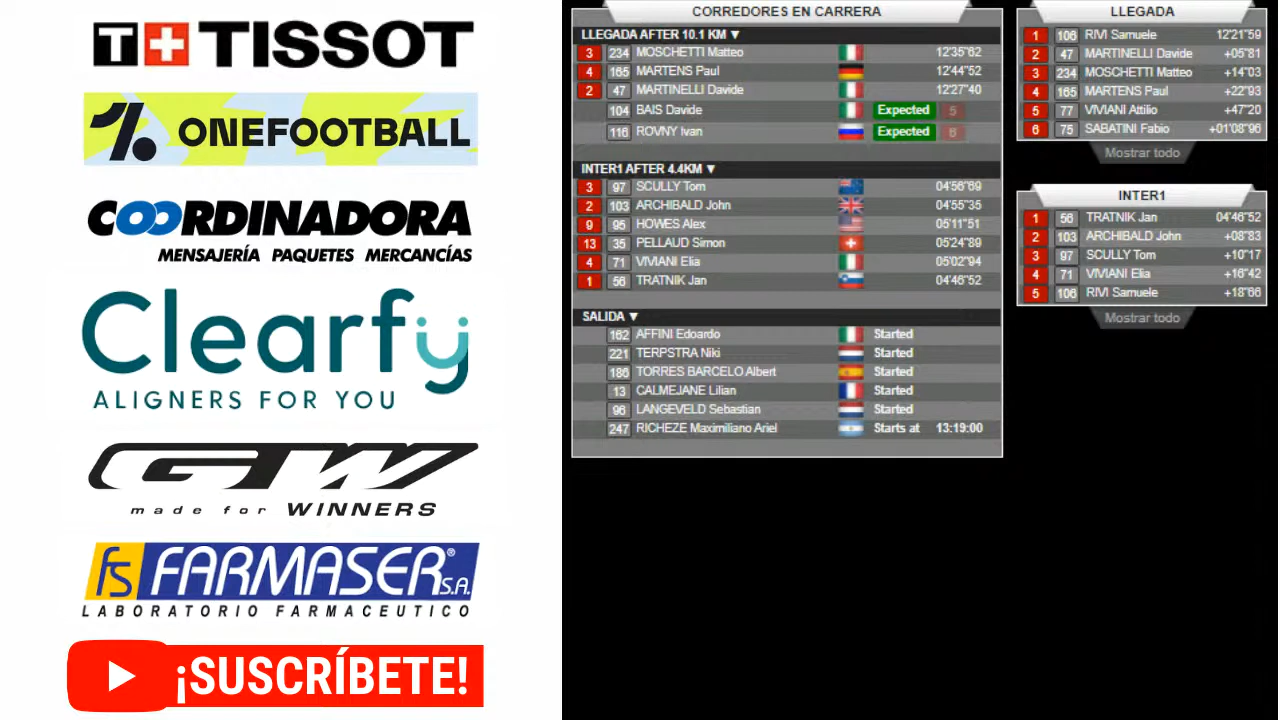 TISSOT
ONEFOOTBALL
COORDINADORA
MENSAJERÍA PAQUETES MERCANCÍAS
Clearfy
ALIGNERS FOR YOU
GW
made for WINNERS
fs FARMASER® S.A.
LABORATORIO FARMACEUTICO
¡SUSCRÍBETE!
CORREDORES EN CARRERA
LLEGADA AFTER 10.1 KM ▼
3 234 MOSCHETTI Matteo 12'35"62
4 165 MARTENS Paul 12'44"52
2 47 MARTINELLI Davide 12'27"40
104 BAIS Davide Expected 5
116 ROVNY Ivan Expected 6
INTER1 AFTER 4.4KM ▼
3 97 SCULLY Tom 04'56"69
2 103 ARCHIBALD John 04'55"35
9 95 HOWES Alex 05'11"51
13 35 PELLAUD Simon 05'24"89
4 71 VIVIANI Elia 05'02"94
1 56 TRATNIK Jan 04'46"52
SALIDA ▼
162 AFFINI Edoardo Started
221 TERPSTRA Niki Started
186 TORRES BARCELO Albert Started
13 CALMEJANE Lilian Started
96 LANGEVELD Sebastian Started
247 RICHEZE Maximiliano Ariel Starts at 13:19:00
LLEGADA
1 106 RIVI Samuele 12'21"59
2 47 MARTINELLI Davide +05"81
3 234 MOSCHETTI Matteo +14"03
4 165 MARTENS Paul +22"93
5 77 VIVIANI Attilio +47"20
6 75 SABATINI Fabio +01'08"96
Mostrar todo
INTER1
1 56 TRATNIK Jan 04'46"52
2 103 ARCHIBALD John +08"83
3 97 SCULLY Tom +10"17
4 71 VIVIANI Elia +16"42
5 106 RIVI Samuele +18"66
Mostrar todo